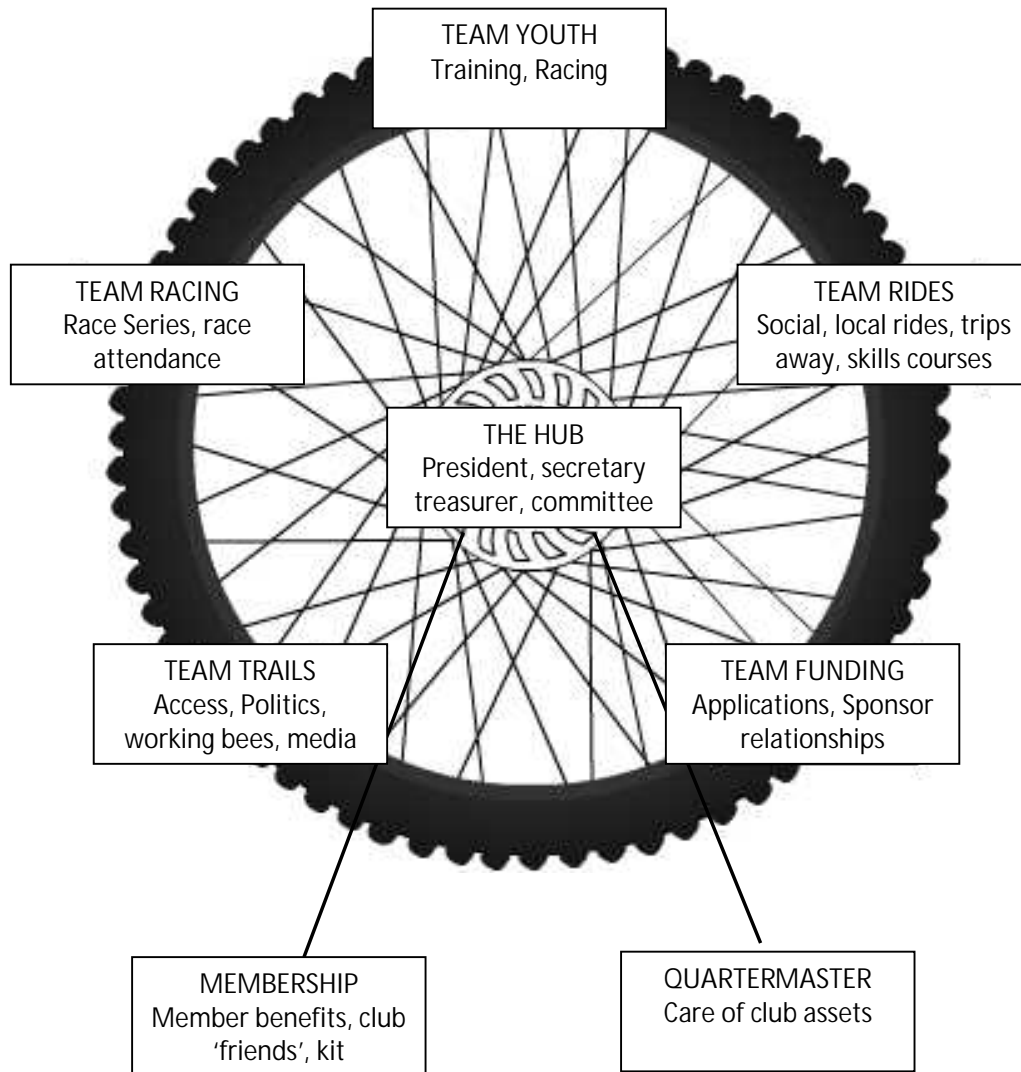 TEAM YOUTH
Training, Racing
TEAM RACING
Race Series, race
attendance
TEAM RIDES
Social, local rides, trips
away, skills courses
THE HUB
President, secretary
treasurer, committee
TEAM TRAILS
Access, Politics,
working bees, media
TEAM FUNDING
Applications, Sponsor
relationships
MEMBERSHIP
Member benefits, club
‘friends’, kit
QUARTERMASTER
Care of club assets